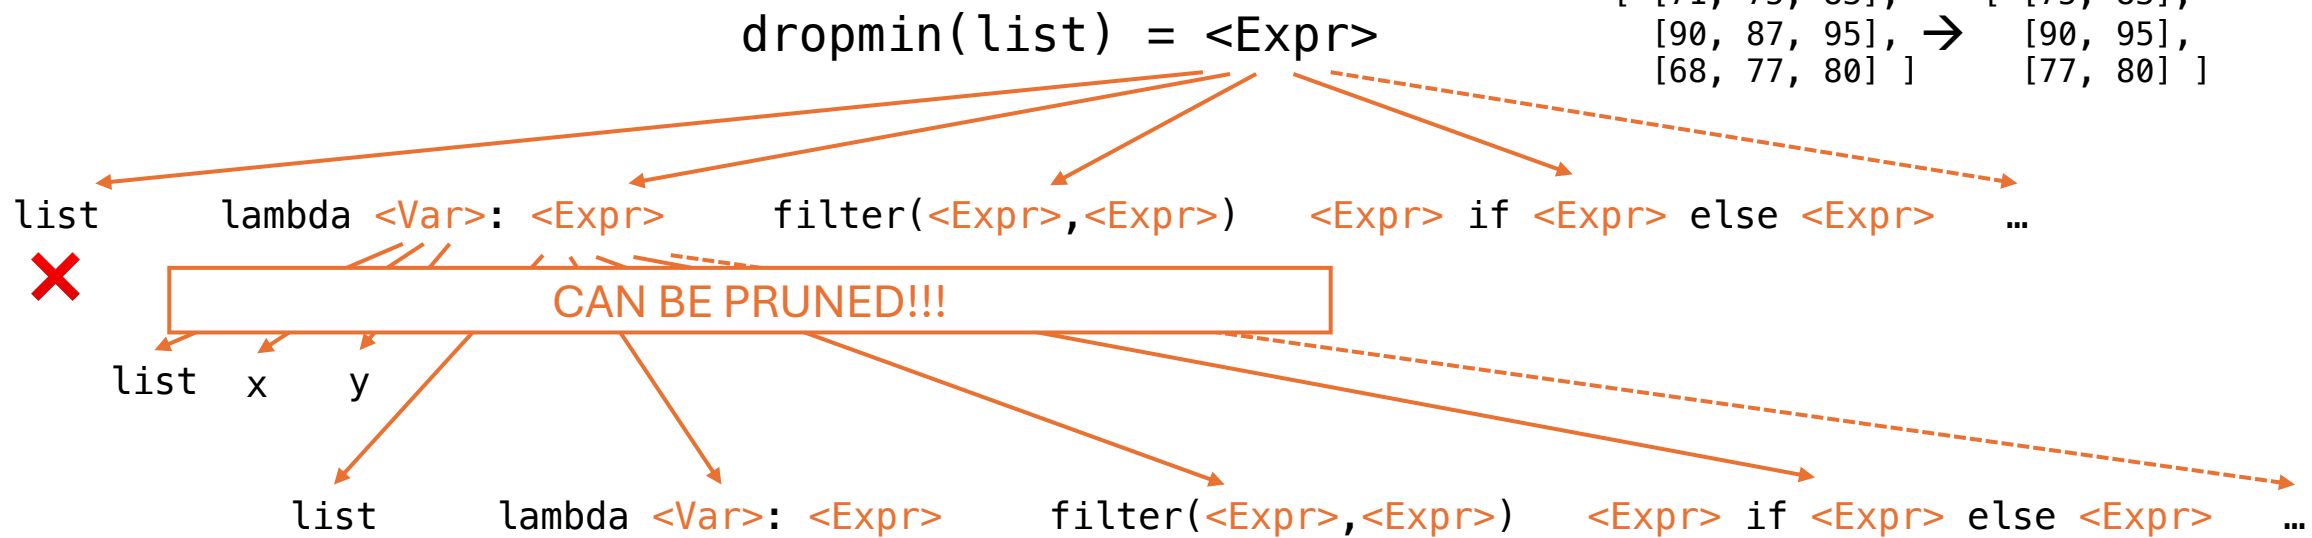 dropmin(list) = <Expr>
[90, 87, 95], → [90, 95],
[68, 77, 80] ] [77, 80] ]
list lambda <Var>: <Expr> filter(<Expr>,<Expr>) <Expr> if <Expr> else <Expr> …
CAN BE PRUNED!!!
list x y
list lambda <Var>: <Expr> filter(<Expr>,<Expr>) <Expr> if <Expr> else <Expr> …